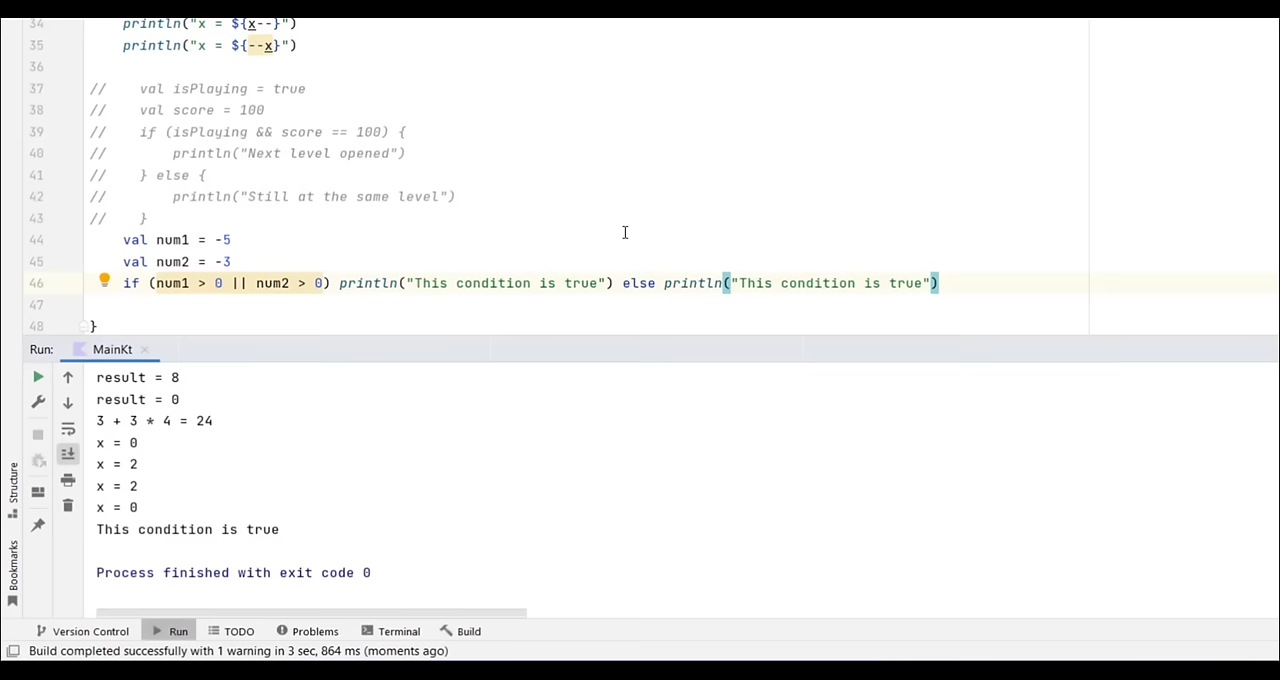 34 println("x = ${x--}")
35 println("x = ${--x}")
36
37 // val isPlaying = true
38 // val score = 100
39 // if (isPlaying && score == 100) {
40 // println("Next level opened")
41 // } else {
42 // println("Still at the same level")
43 // }
44 val num1 = -5
45 val num2 = -3
46 if (num1 > 0 || num2 > 0) println("This condition is true") else println("This condition is true")
47
48 }
Run: MainKt
result = 8
result = 0
3 + 3 * 4 = 24
x = 0
x = 2
x = 2
x = 0
This condition is true
Process finished with exit code 0
Structure
Bookmarks
Version Control Run TODO Problems Terminal Build
Build completed successfully with 1 warning in 3 sec, 864 ms (moments ago)